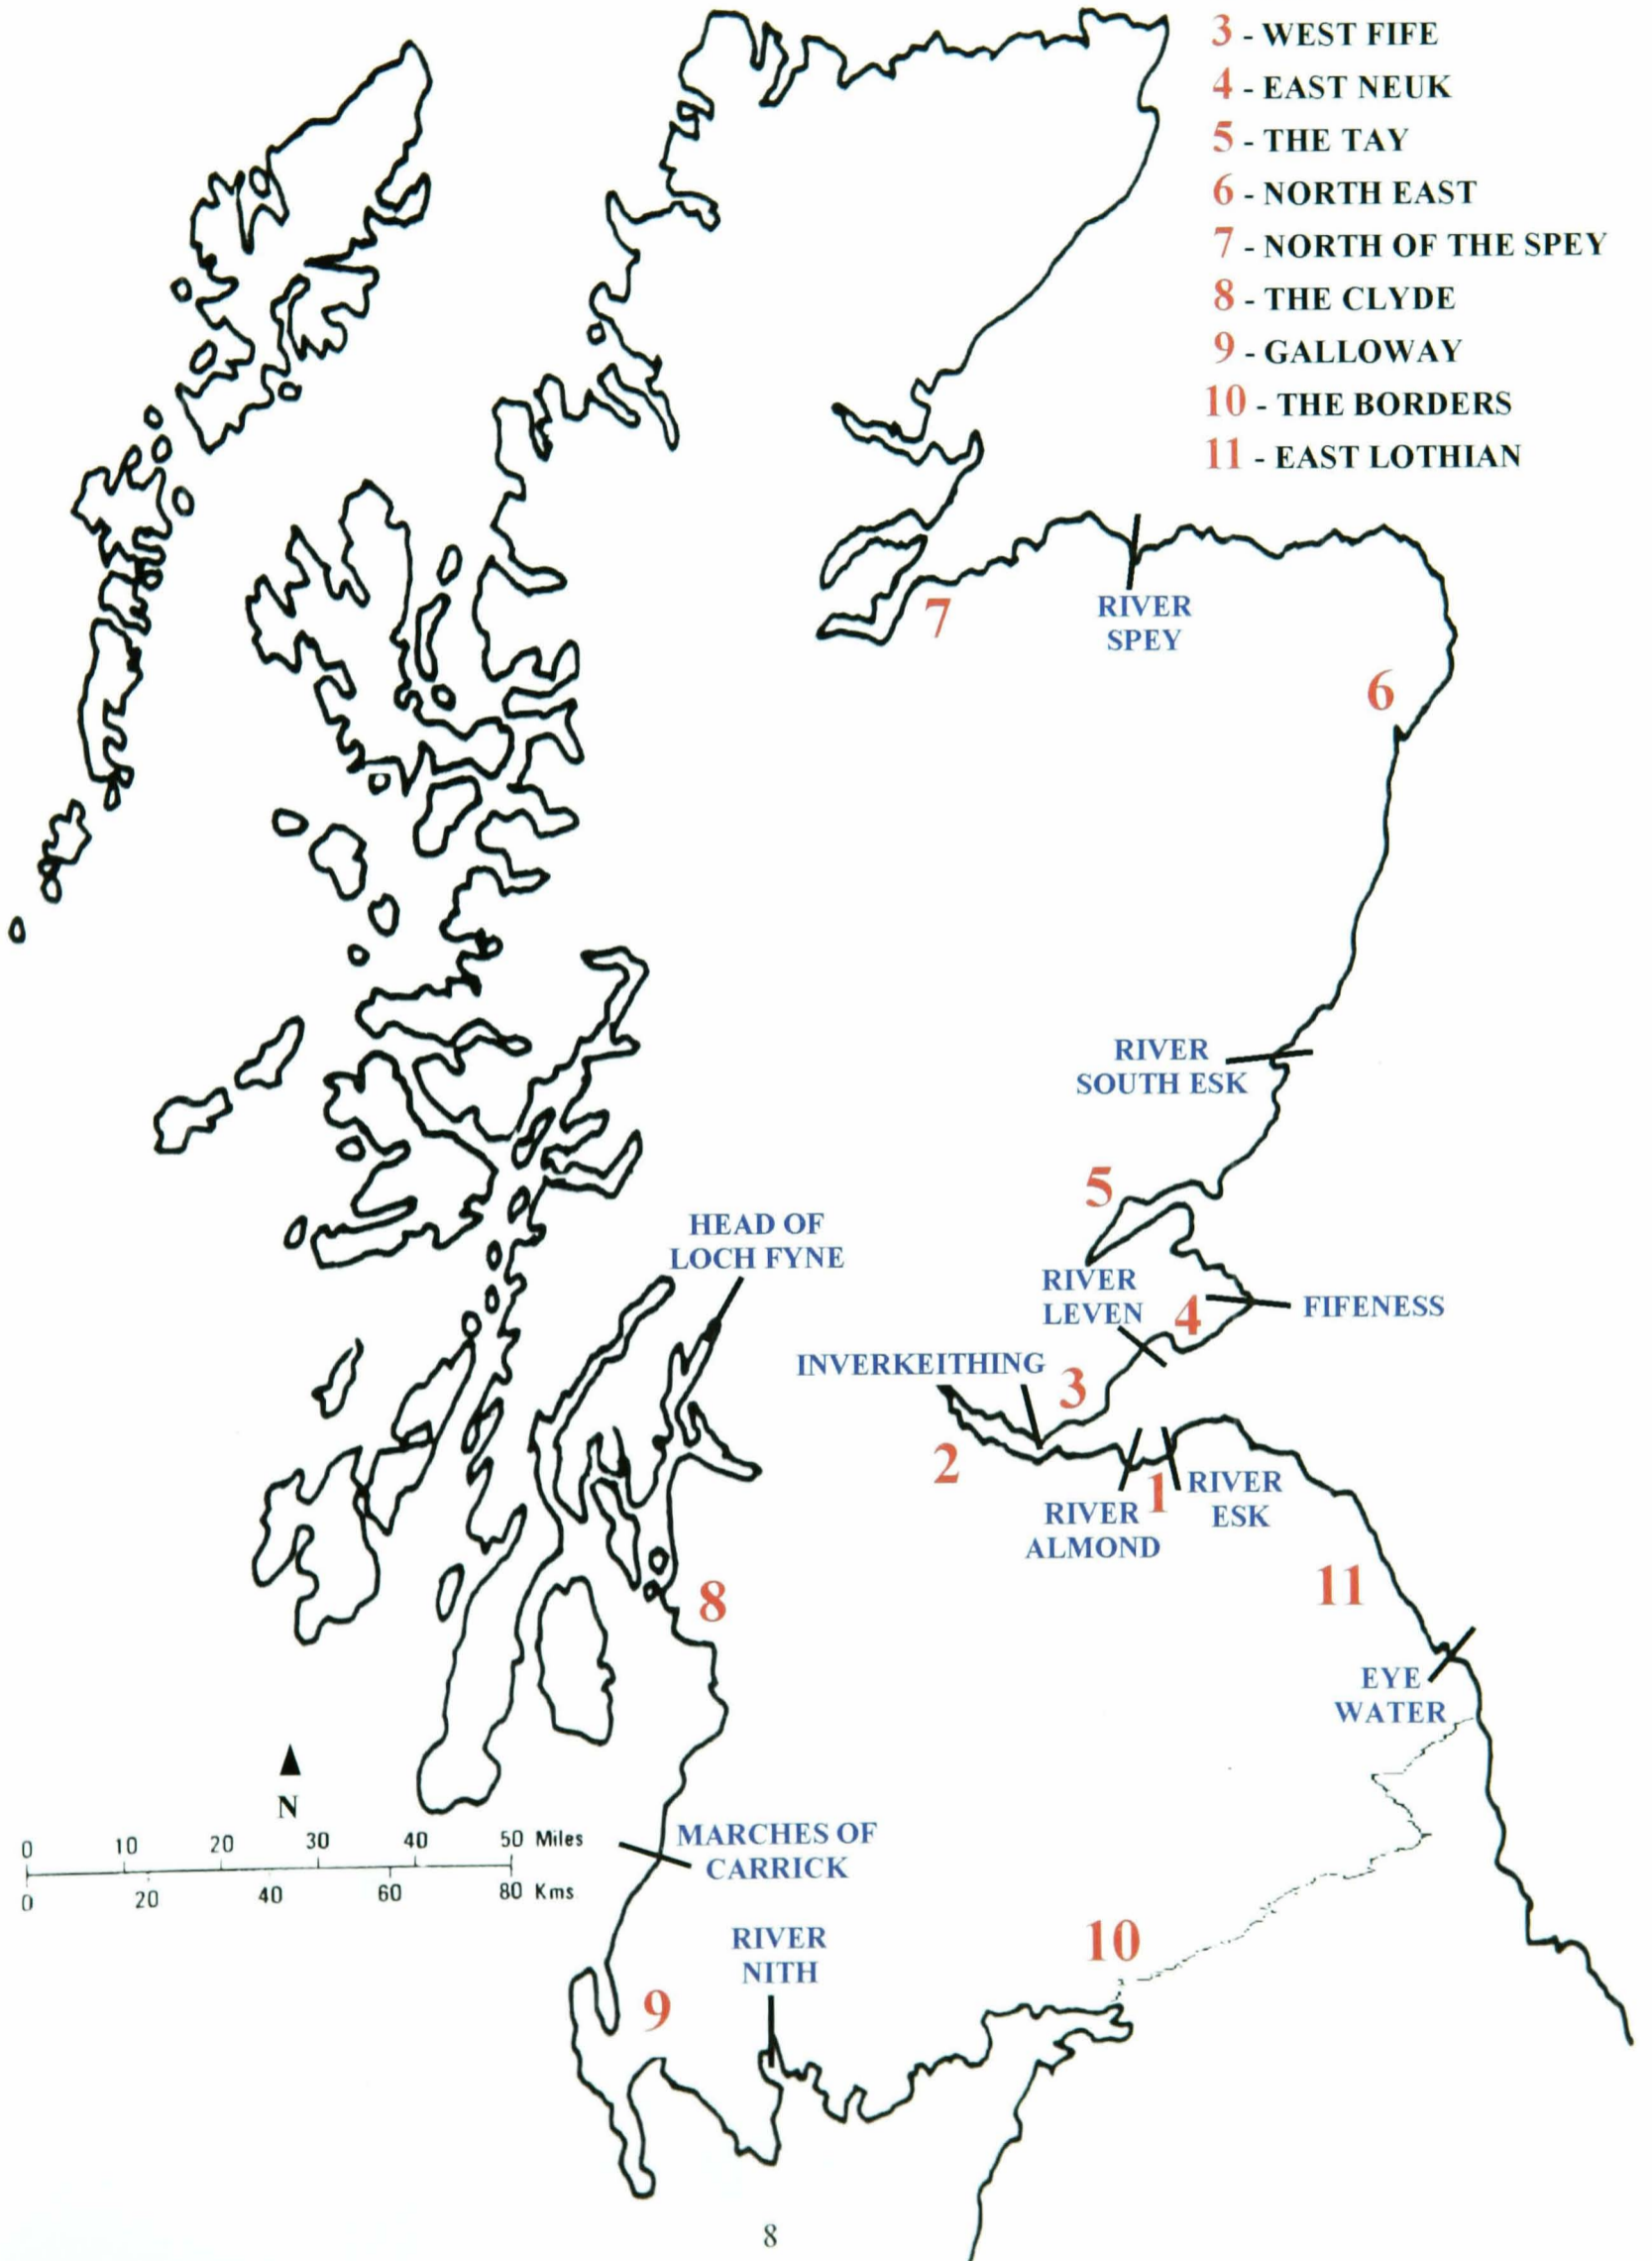 3 - WEST FIFE
4 - EAST NEUK
5 - THE TAY
6 - NORTH EAST
7 - NORTH OF THE SPEY
8 - THE CLYDE
9 - GALLOWAY
10 - THE BORDERS
11 - EAST LOTHIAN
7
RIVER
SPEY
6
RIVER
SOUTH ESK
5
HEAD OF
LOCH FYNE
RIVER
LEVEN
4
FIFENESS
INVERKEITHING
3
2
1
RIVER
ESK
RIVER
ALMOND
11
8
EYE
WATER
N
0 10 20 30 40 50 Miles
0 20 40 60 80 Kms
MARCHES OF
CARRICK
RIVER
NITH
10
9
8